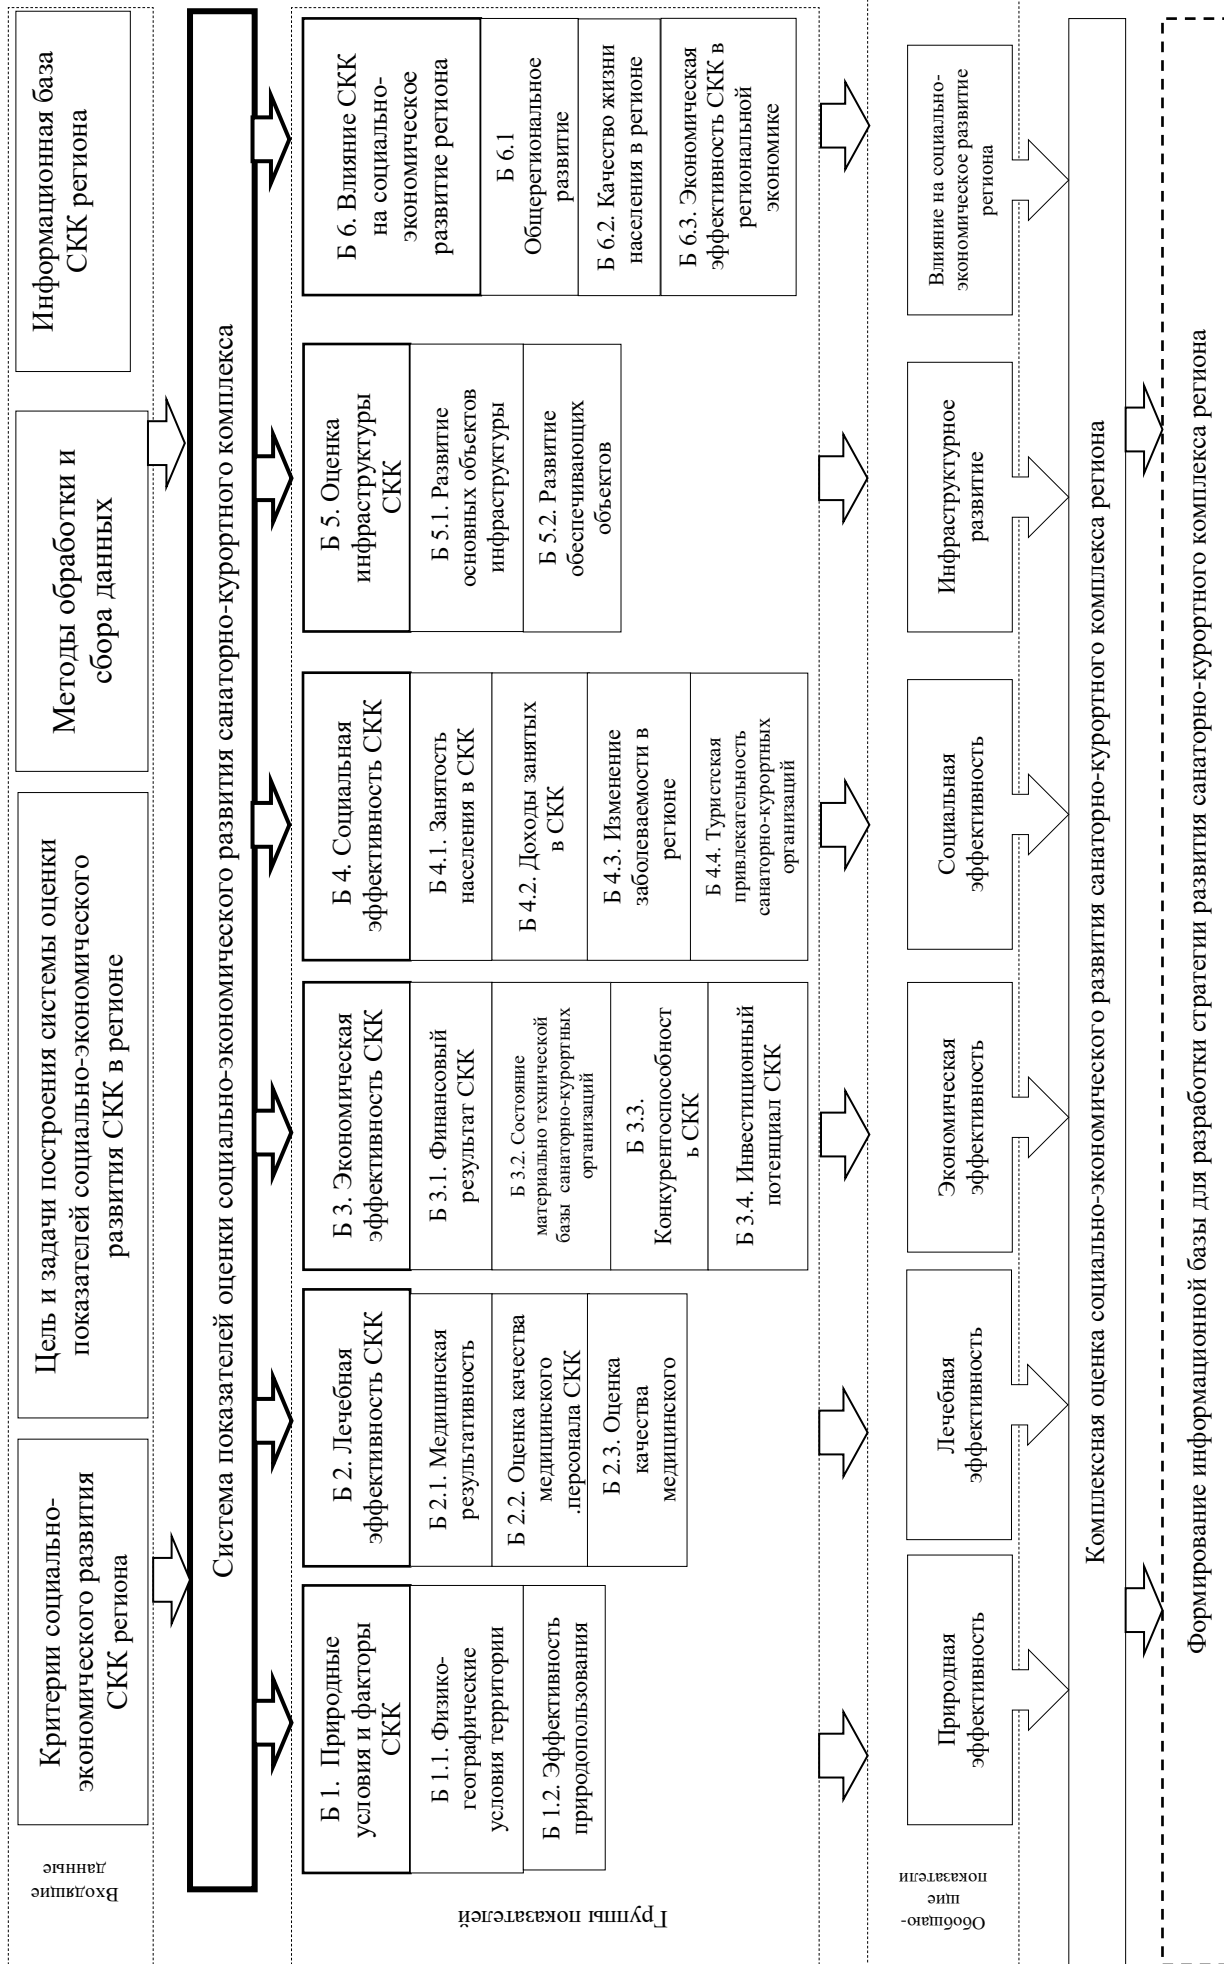 Входящие
данные
Критерии социально-
экономического развития
СКК региона
Цель и задачи построения системы оценки
показателей социально-экономического
развития СКК в регионе
Методы обработки и
сбора данных
Информационная база
СКК региона
Система показателей оценки социально-экономического развития санаторно-курортного комплекса
Группы показателей
Б 1. Природные
условия и факторы
СКК
Б 1.1. Физико-
географические
условия территории
Б 1.2. Эффективность
природопользования
Б 2. Лечебная
эффективность СКК
Б 2.1. Медицинская
результативность
Б 2.2. Оценка качества
медицинского
.персонала СКК
Б 2.3. Оценка
качества
медицинского
Б 3. Экономическая
эффективность СКК
Б 3.1. Финансовый
результат СКК
Б 3.2. Состояние
материально технической
базы санаторно-курортных
организаций
Б 3.3.
Конкурентоспособност
ь СКК
Б 3.4. Инвестиционный
потенциал СКК
Б 4. Социальная
эффективность СКК
Б 4.1. Занятость
населения в СКК
Б 4.2. Доходы занятых
в СКК
Б 4.3. Изменение
заболеваемости в
регионе
Б 4.4. Туристская
привлекательность
санаторно-курортных
организаций
Б 5. Оценка
инфраструктуры
СКК
Б 5.1. Развитие
основных объектов
инфраструктуры
Б 5.2. Развитие
обеспечивающих
объектов
Б 6. Влияние СКК
на социально-
экономическое
развитие региона
Б 6.1
Общерегиональное
развитие
Б 6.2. Качество жизни
населения в регионе
Б 6.3. Экономическая
эффективность СКК в
региональной
экономике
Обобщаю-
щие
показатели
Природная
эффективность
Лечебная
эффективность
Экономическая
эффективность
Социальная
эффективность
Инфраструктурное
развитие
Влияние на социально-
экономическое развитие
региона
Комплексная оценка социально-экономического развития санаторно-курортного комплекса региона
Формирование информационной базы для разработки стратегии развития санаторно-курортного комплекса региона